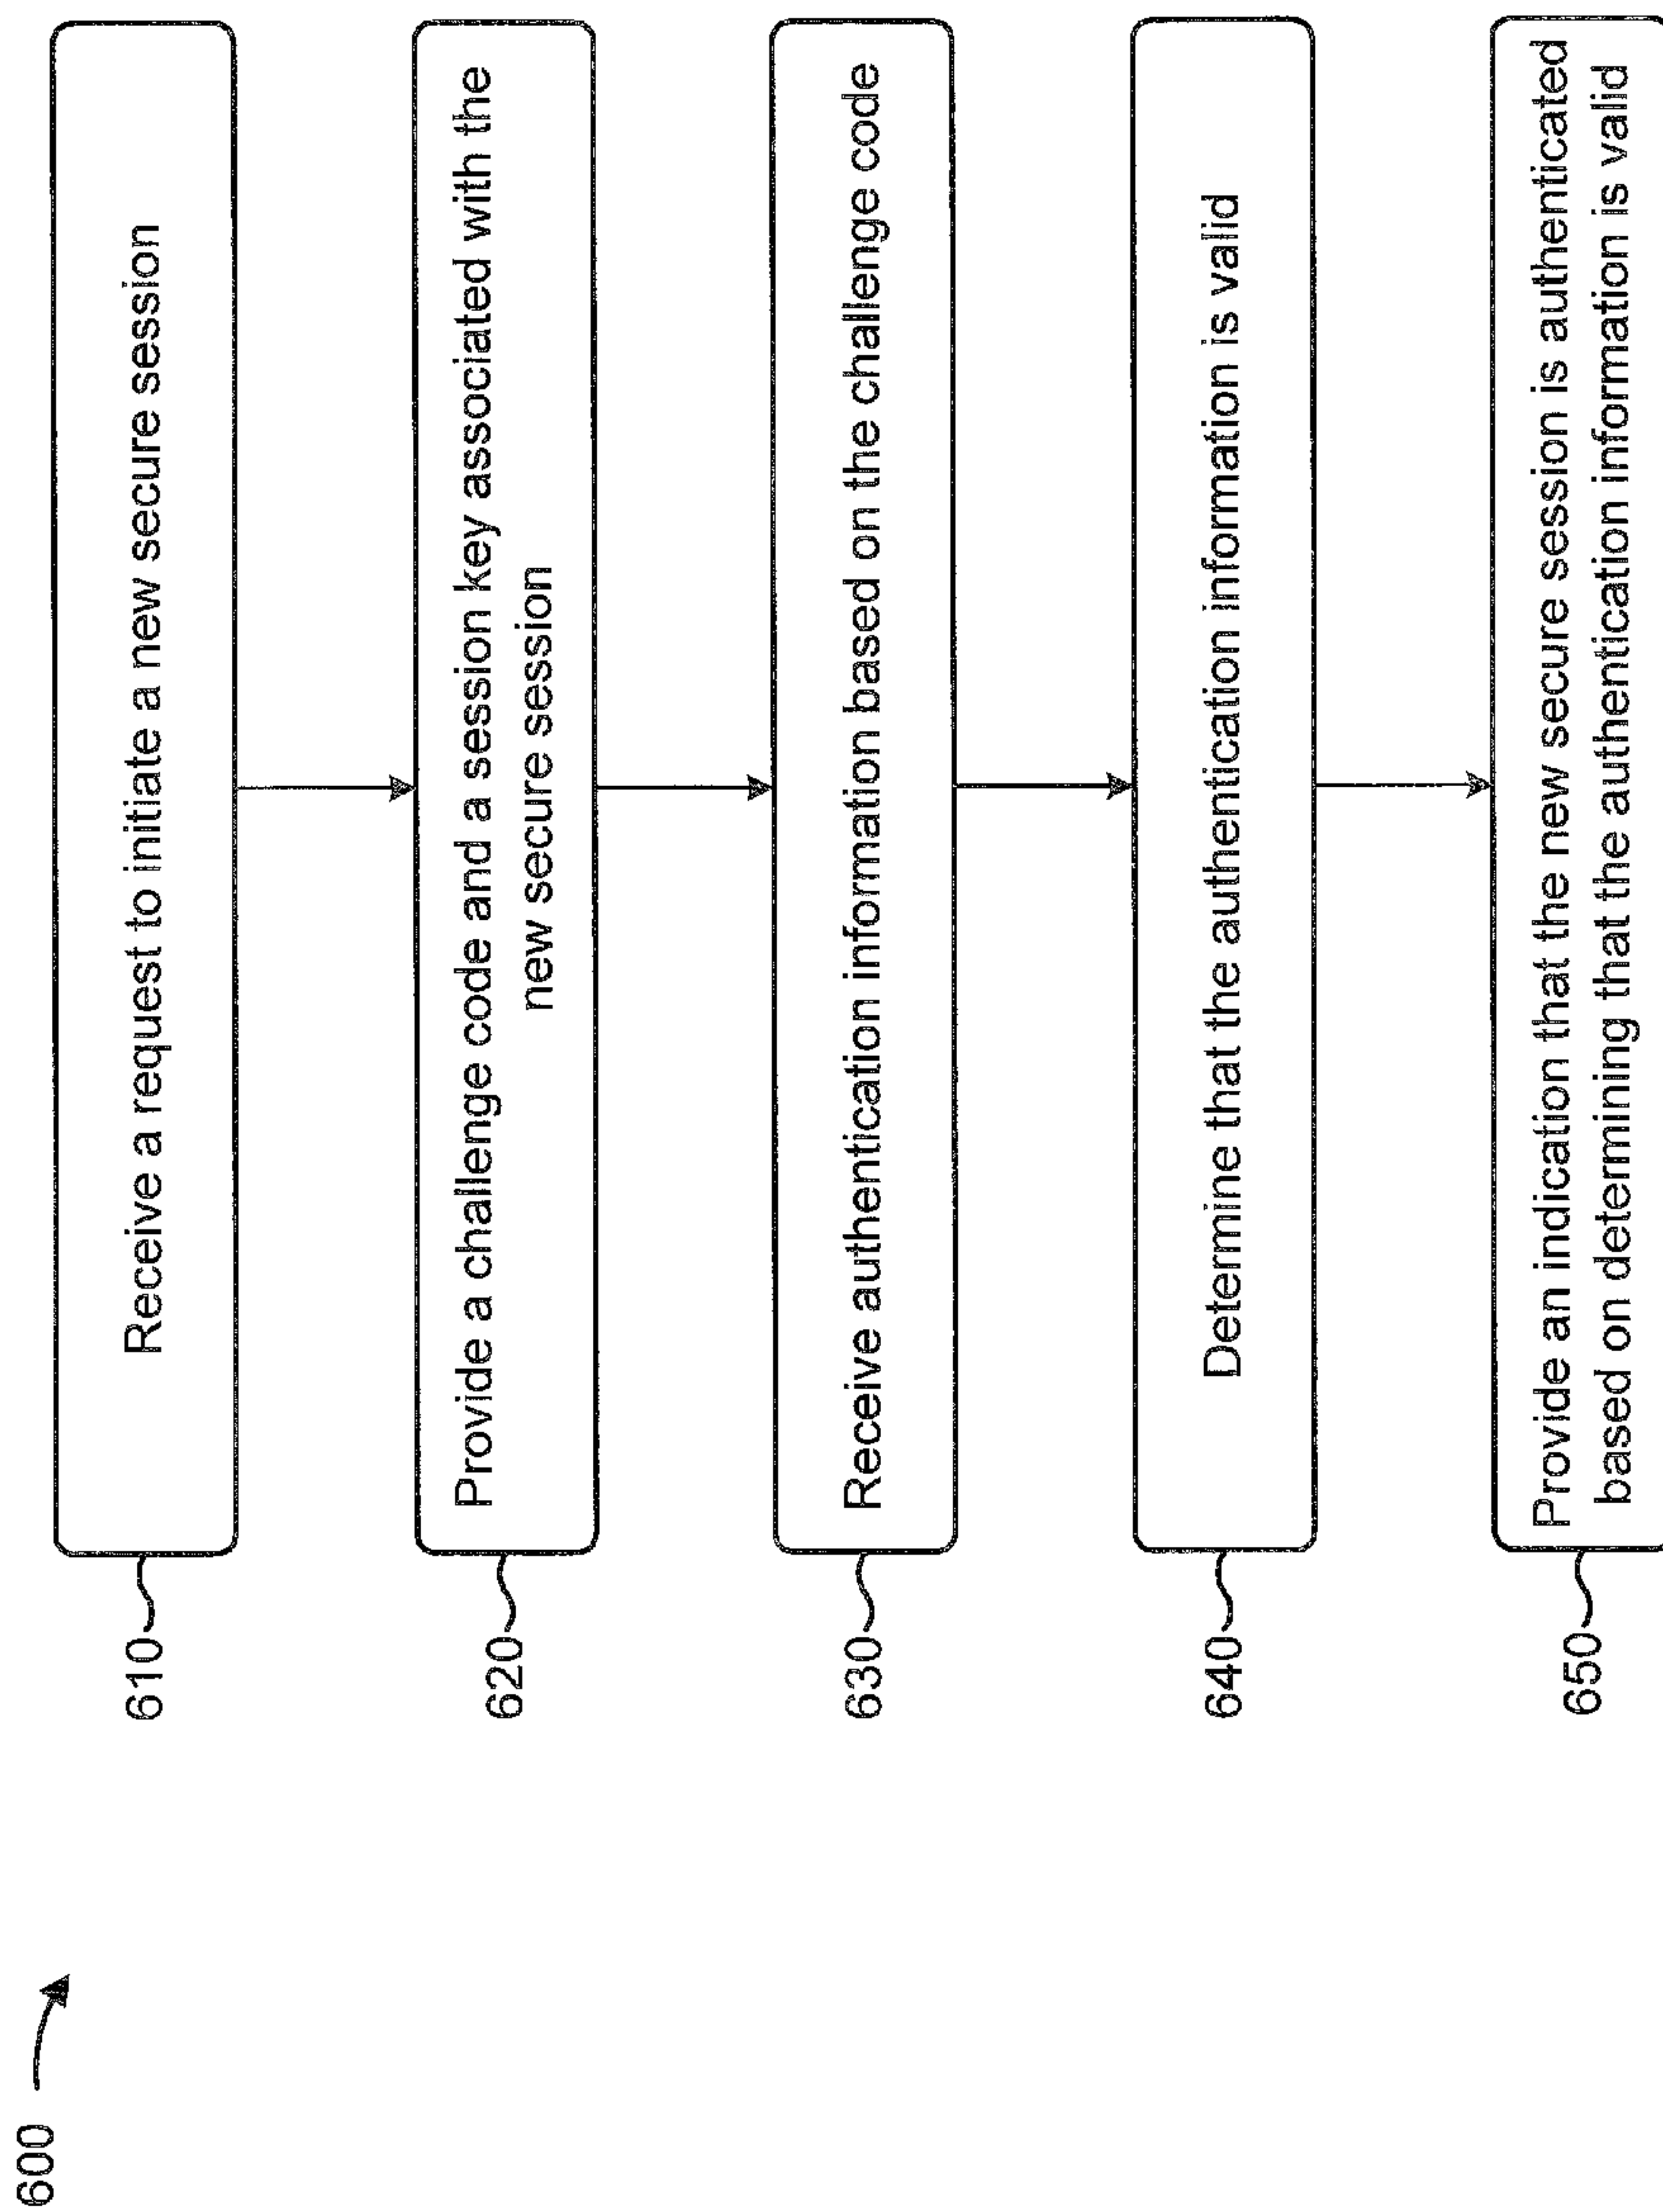 600
610
Receive a request to initiate a new secure session
620
Provide a challenge code and a session key associated with the
new secure session
630
Receive authentication information based on the challenge code
640
Determine that the authentication information is valid
650
Provide an indication that the new secure session is authenticated
based on determining that the authentication information is valid